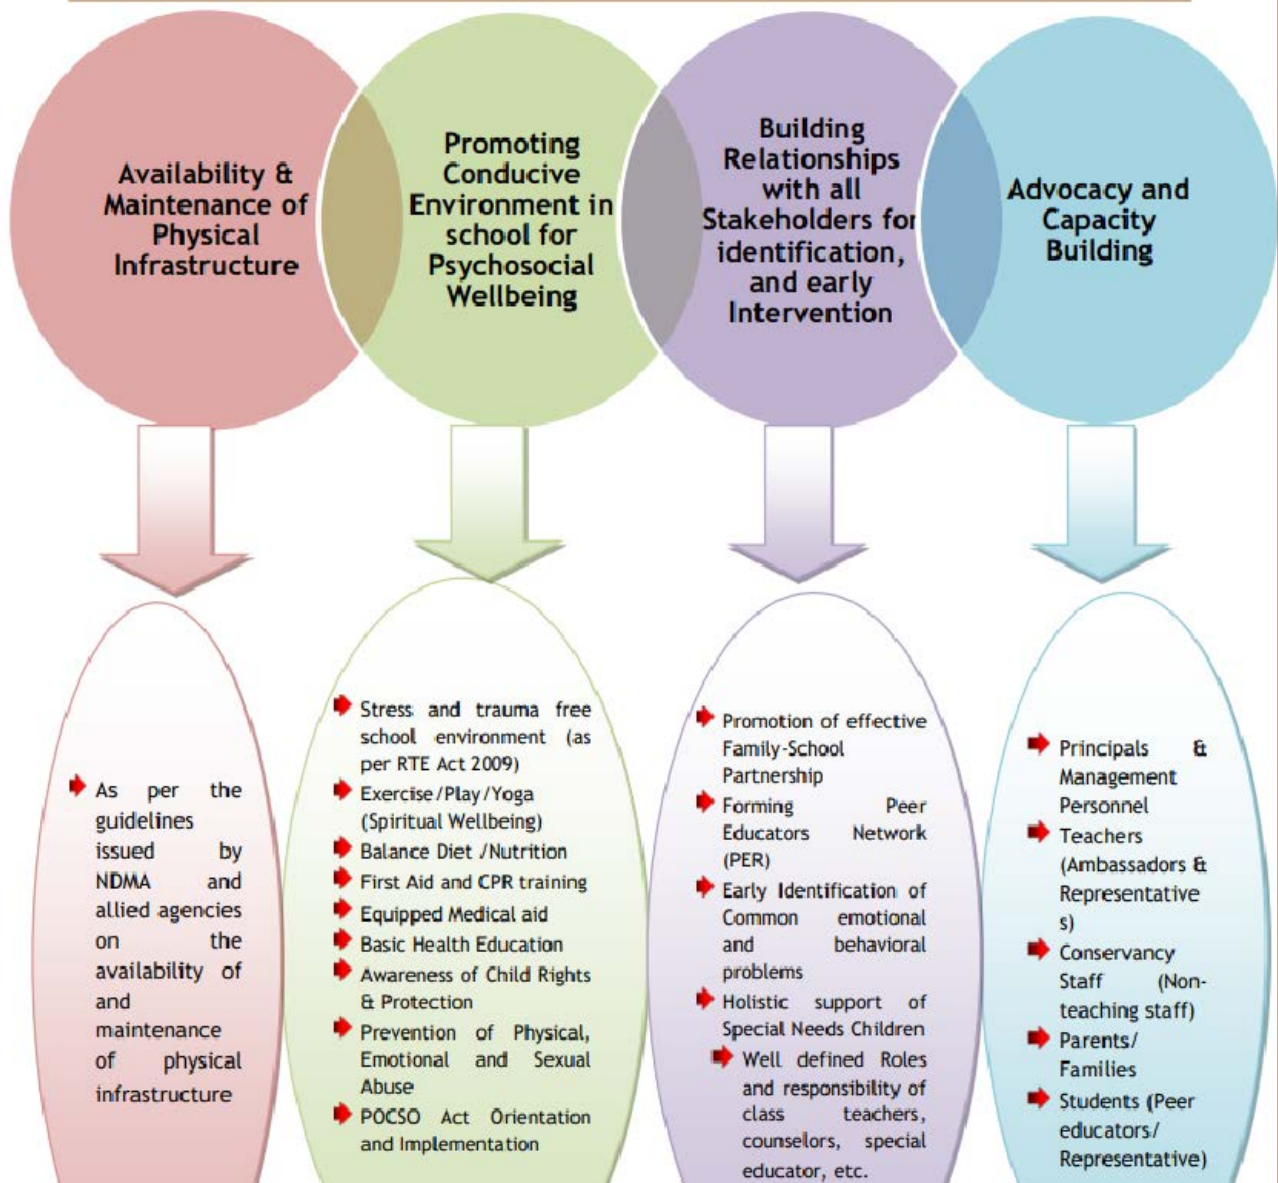 Availability &
Maintenance of
Physical
Infrastructure
Promoting
Conducive
Environment in
school for
Psychosocial
Wellbeing
Building
Relationships
with all
Stakeholders for
identification,
and early
Intervention
Advocacy and
Capacity
Building
As per the
guidelines
issued by
NDMA and
allied agencies
on the
availability of
and
maintenance
of physical
infrastructure
Stress and trauma free
school environment (as
per RTE Act 2009)
Exercise/Play/Yoga
(Spiritual Wellbeing)
Balance Diet /Nutrition
First Aid and CPR training
Equipped Medical aid
Basic Health Education
Awareness of Child Rights
& Protection
Prevention of Physical,
Emotional and Sexual
Abuse
POCSO Act Orientation
and Implementation
Promotion of effective
Family-School
Partnership
Forming Peer
Educators Network
(PER)
Early Identification of
Common emotional
and behavioral
problems
Holistic support of
Special Needs Children
Well defined Roles
and responsibility of
class teachers,
counselors, special
educator, etc.
Principals &
Management
Personnel
Teachers
(Ambassadors &
Representative
s)
Conservancy
Staff (Non-
teaching staff)
Parents/
Families
Students (Peer
educators/
Representative)